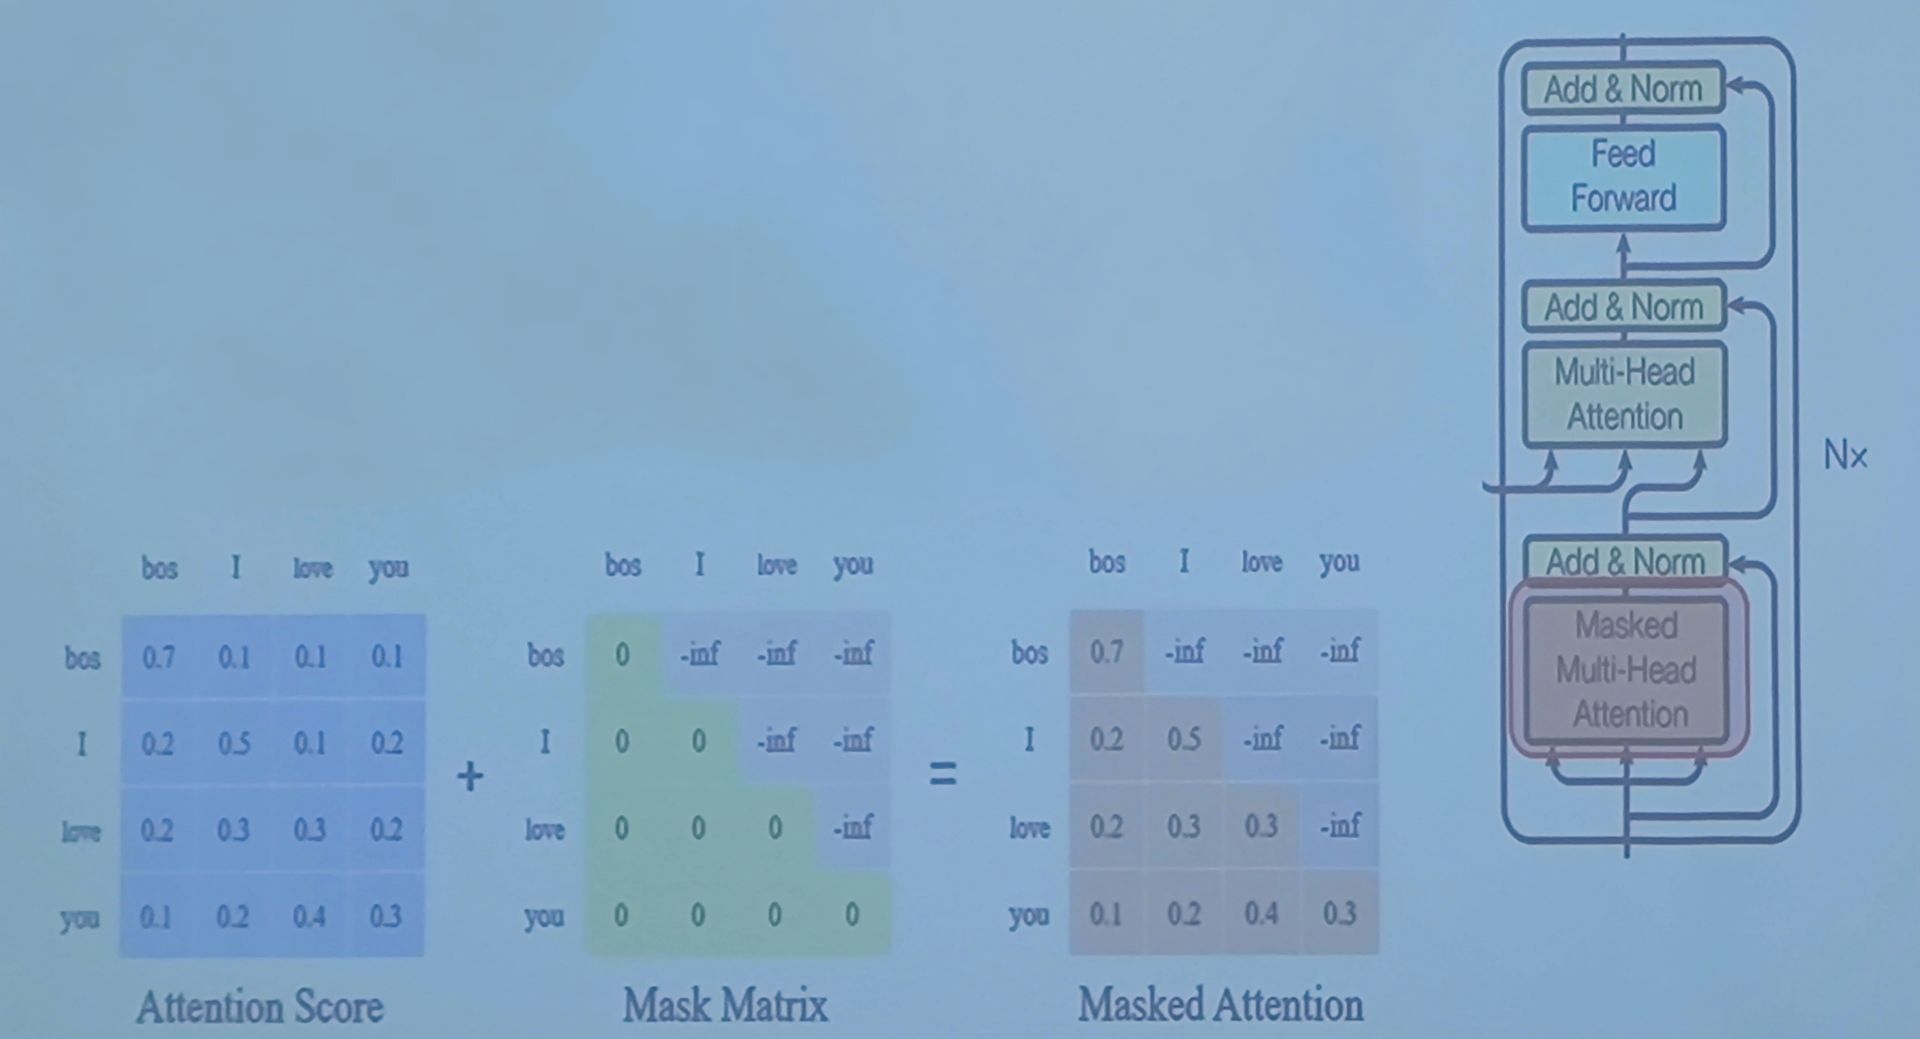 Add & Norm
Feed
Forward
Add & Norm
Multi-Head
Attention
Nx
Add & Norm
Masked
Multi-Head
Attention
bos I love you
bos 0.7 0.1 0.1 0.1
I 0.2 0.5 0.1 0.2
love 0.2 0.3 0.3 0.2
you 0.1 0.2 0.4 0.3
Attention Score
+
bos I love you
bos 0 -inf -inf -inf
I 0 0 -inf -inf
love 0 0 0 -inf
you 0 0 0 0
Mask Matrix
=
bos I love you
bos 0.7 -inf -inf -inf
I 0.2 0.5 -inf -inf
love 0.2 0.3 0.3 -inf
you 0.1 0.2 0.4 0.3
Masked Attention